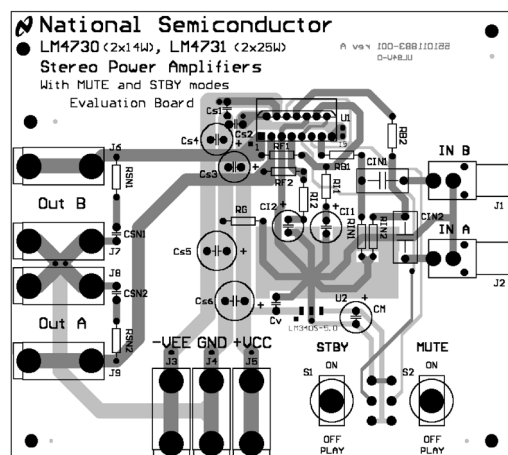 National Semiconductor
LM4730 (2x14W), LM4731 (2x25W)
Stereo Power Amplifiers
With MUTE and STBY modes
Evaluation Board
Cs1
Cs2
U1
1
Cs4
Cs3
RF1
RF2
RB1
RB2
CIN1
IN B
J1
J6
RSN1
Out B
CSN1
J7
RI2
RI1
CI2
CI1
RIN1
RIN2
CIN2
IN A
J2
RG
Cs5
J8
CSN2
Out A
RSN2
J9
Cs6
Cv
U2
CM
LM340S-5.0
-VEE GND +VCC
J3
J4
J5
STBY
MUTE
ON
ON
S1
S2
OFF
PLAY
OFF
PLAY